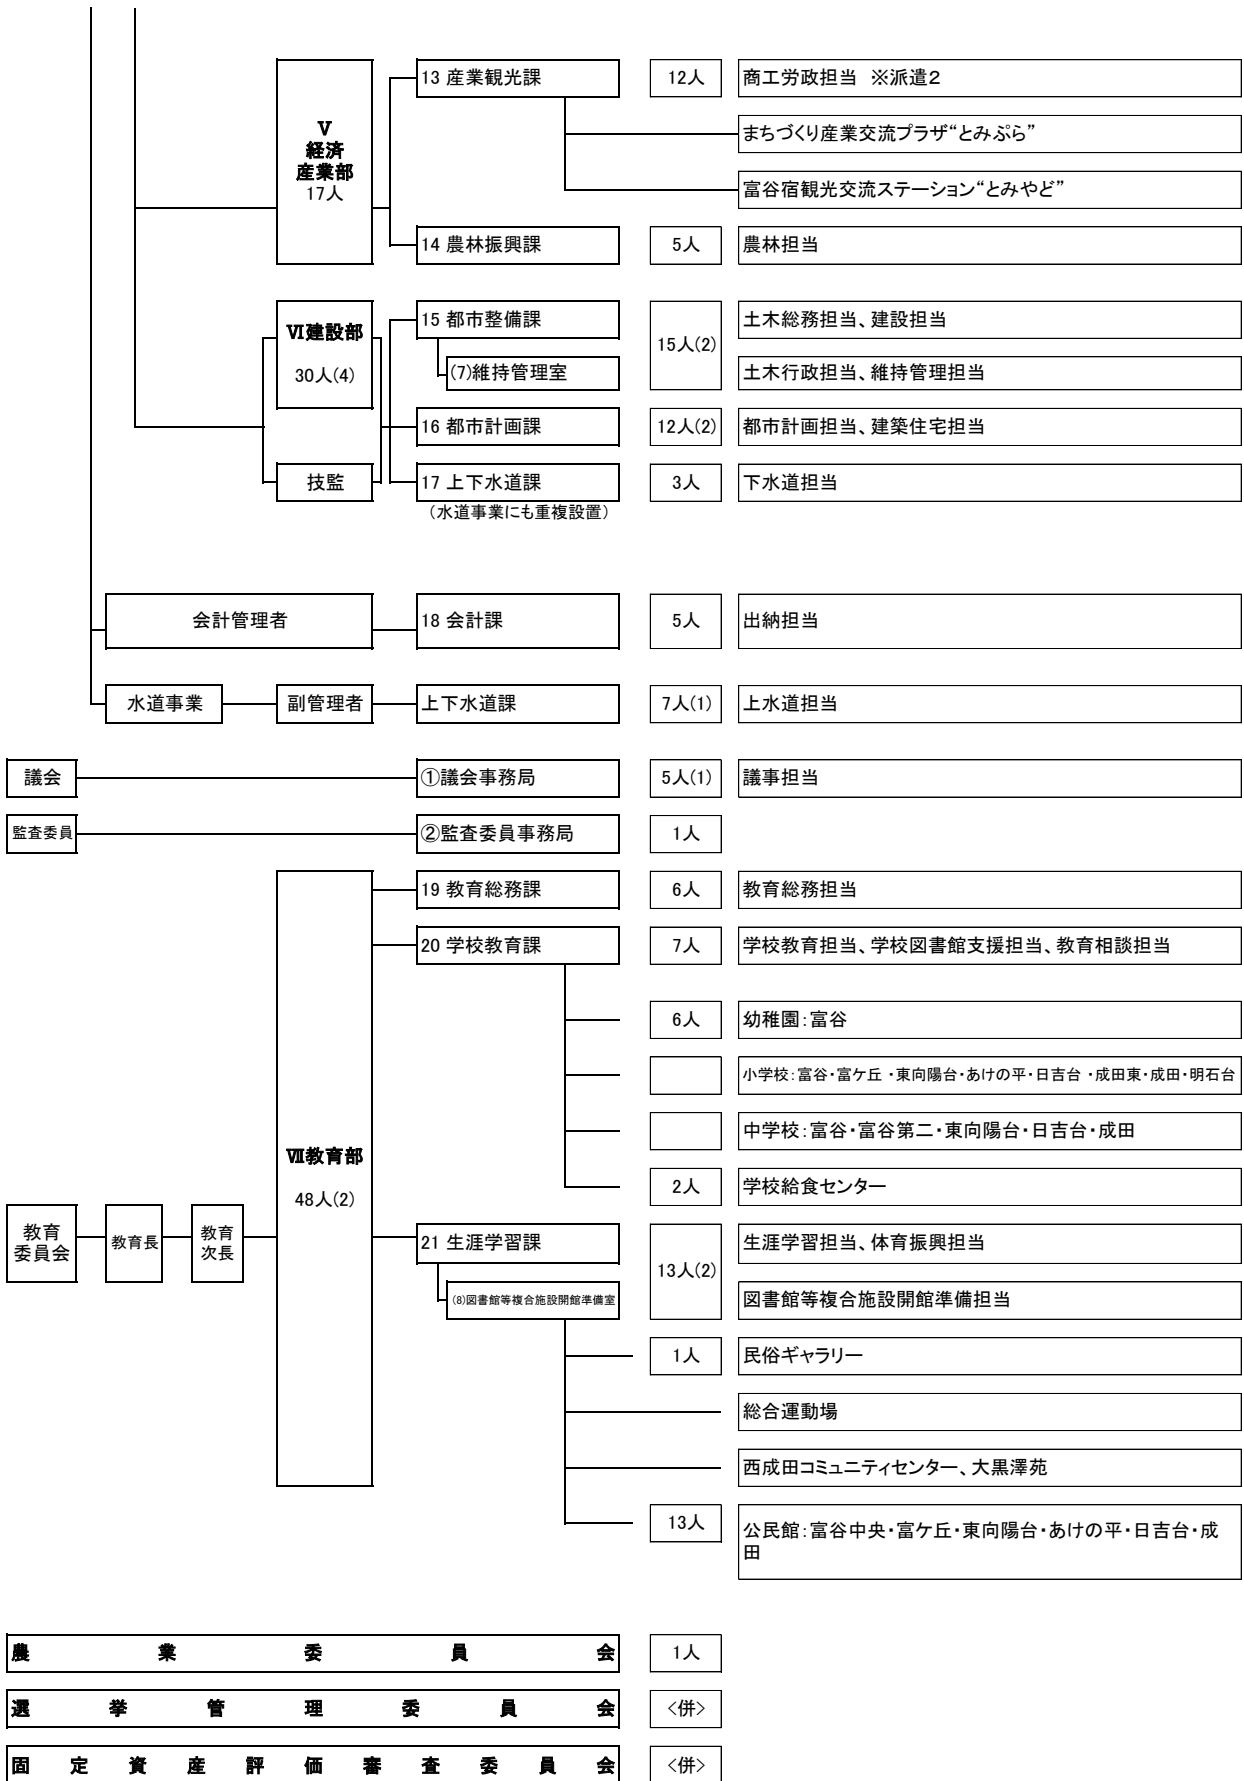 Ⅴ
経済
産業部
17人
13 産業観光課
12人
商工労政担当　※派遣2
まちづくり産業交流プラザ“とみぷら”
富谷宿観光交流ステーション“とみやど”
14 農林振興課
5人
農林担当
Ⅵ建設部
30人(4)
技監
15 都市整備課
(7)維持管理室
15人(2)
土木総務担当、建設担当
土木行政担当、維持管理担当
16 都市計画課
12人(2)
都市計画担当、建築住宅担当
17 上下水道課
（水道事業にも重複設置）
3人
下水道担当
会計管理者
18 会計課
5人
出納担当
水道事業
副管理者
上下水道課
7人(1)
上水道担当
議会
①議会事務局
5人(1)
議事担当
監査委員
②監査委員事務局
1人
教育
委員会
教育長
教育
次長
Ⅶ教育部
48人(2)
19 教育総務課
6人
教育総務担当
20 学校教育課
7人
学校教育担当、学校図書館支援担当、教育相談担当
6人
幼稚園：富谷
小学校：富谷・富ケ丘・東向陽台・あけの平・日吉台・成田東・成田・明石台
中学校：富谷・富谷第二・東向陽台・日吉台・成田
2人
学校給食センター
21 生涯学習課
(8)図書館等複合施設開館準備室
13人(2)
生涯学習担当、体育振興担当
図書館等複合施設開館準備担当
1人
民俗ギャラリー
総合運動場
西成田コミュニティセンター、大黒澤苑
13人
公民館：富谷中央・富ケ丘・東向陽台・あけの平・日吉台・成
田
農業委員会
1人
選挙管理委員会
<併>
固定資産評価審査委員会
<併>